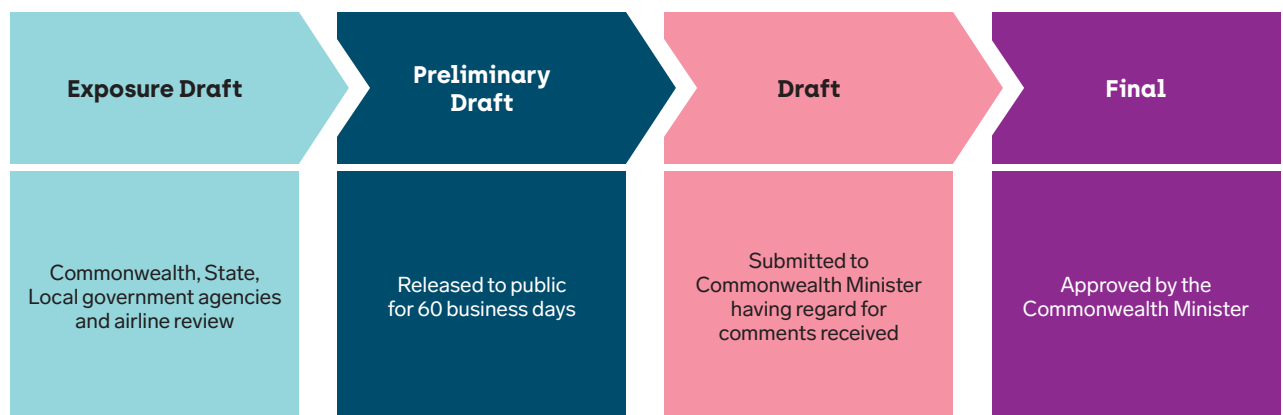 Exposure Draft
Preliminary
Draft
Draft
Final
Commonwealth, State,
Local government agencies
and airline review
Released to public
for 60 business days
Submitted to
Commonwealth Minister
having regard for
comments received
Approved by the
Commonwealth Minister